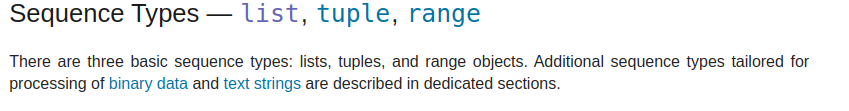 Sequence Types — list, tuple, range
There are three basic sequence types: lists, tuples, and range objects. Additional sequence types tailored for
processing of binary data and text strings are described in dedicated sections.